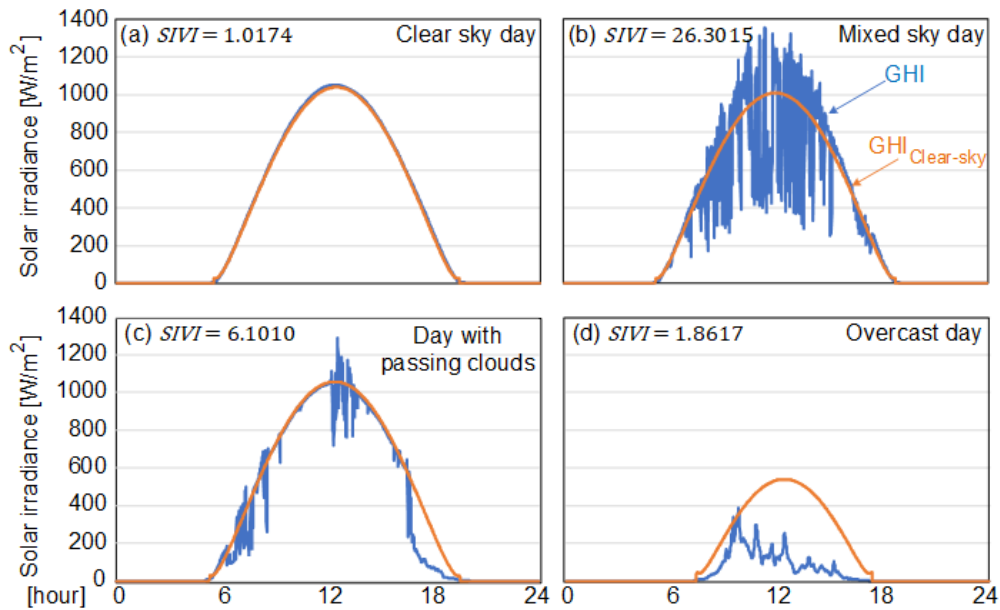 Solar irradiance [W/m²]
1400
1200
1000
800
600
400
200
0
(a) SIVI = 1.0174
Clear sky day
(b) SIVI = 26.3015
Mixed sky day
GHI
GHI Clear-sky
Solar irradiance [W/m²]
1400
1200
1000
800
600
400
200
0
(c) SIVI = 6.1010
Day with
passing clouds
(d) SIVI = 1.8617
Overcast day
[hour]
0 6 12 18 24
0 6 12 18 24